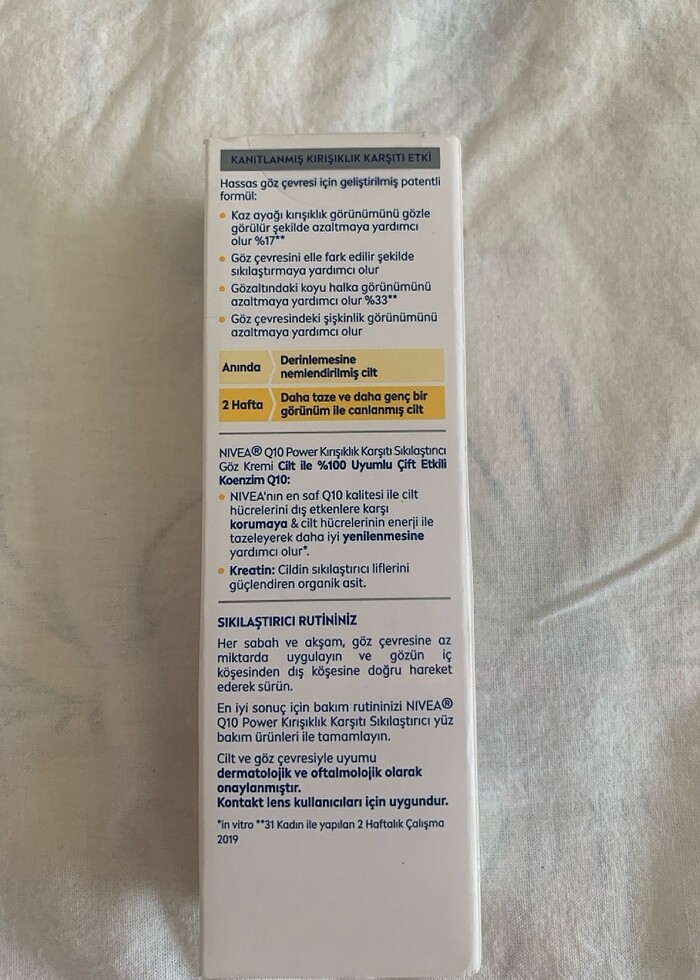 KANITLANMIŞ KIRIŞIKLIK KARŞITI ETKİ
Hassas göz çevresi için geliştirilmiş patentli
formül:
• Kaz ayağı kırışıklık görünümünü gözle
görülür şekilde azaltmaya yardımcı
olur %17**
• Göz çevresini elle fark edilir şekilde
sıkılaştırmaya yardımcı olur
• Gözaltındaki koyu halka görünümünü
azaltmaya yardımcı olur %33**
• Göz çevresindeki şişkinlik görünümünü
azaltmaya yardımcı olur
Anında
Derinlemesine
nemlendirilmiş cilt
2 Hafta
Daha taze ve daha genç bir
görünüm ile canlanmış cilt
NIVEA® Q10 Power Kırışıklık Karşıtı Sıkılaştırıcı
Göz Kremi Cilt ile %100 Uyumlu Çift Etkili
Koenzim Q10:
• NIVEA'nın en saf Q10 kalitesi ile cilt
hücrelerini dış etkenlere karşı
korumaya & cilt hücrelerinin enerji ile
tazeleyerek daha iyi yenilenmesine
yardımcı olur*.
• Kreatin: Cildin sıkılaştırıcı liflerini
güçlendiren organik asit.
SIKILAŞTIRICI RUTİNİNİZ
Her sabah ve akşam, göz çevresine az
miktarda uygulayın ve gözün iç
köşesinden dış köşesine doğru hareket
ederek sürün.
En iyi sonuç için bakım rutininizi NIVEA®
Q10 Power Kırışıklık Karşıtı Sıkılaştırıcı yüz
bakım ürünleri ile tamamlayın.
Cilt ve göz çevresiyle uyumu
dermatolojik ve oftalmolojik olarak
onaylanmıştır.
Kontakt lens kullanıcıları için uygundur.
*in vitro **31 Kadın ile yapılan 2 Haftalık Çalışma
2019